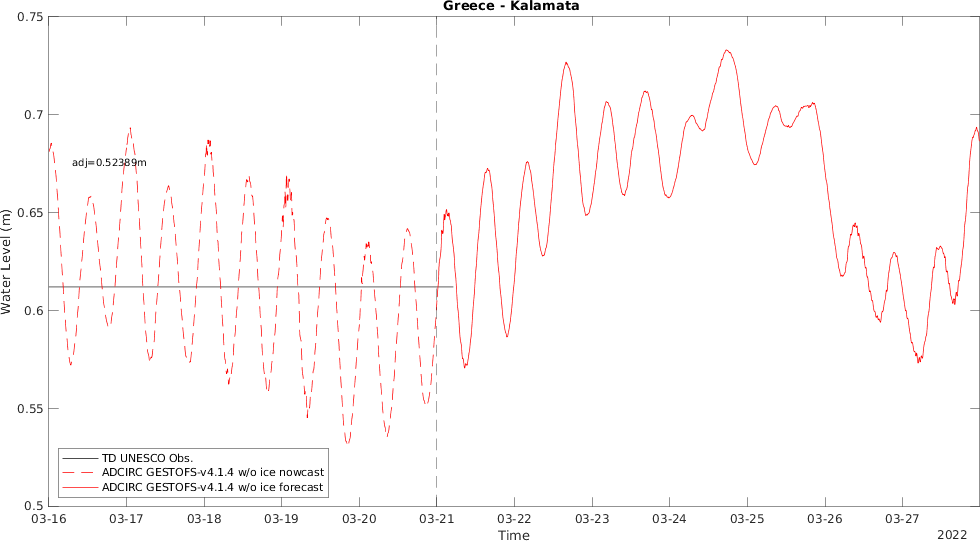 Greece - Kalamata
0.75
0.7
0.65
0.6
0.55
0.5
Water Level (m)
adj=0.52389m
TD UNESCO Obs.
ADCIRC GESTOFS-v4.1.4 w/o ice nowcast
ADCIRC GESTOFS-v4.1.4 w/o ice forecast
03-16 03-17 03-18 03-19 03-20 03-21 03-22 03-23 03-24 03-25 03-26 03-27
Time
2022